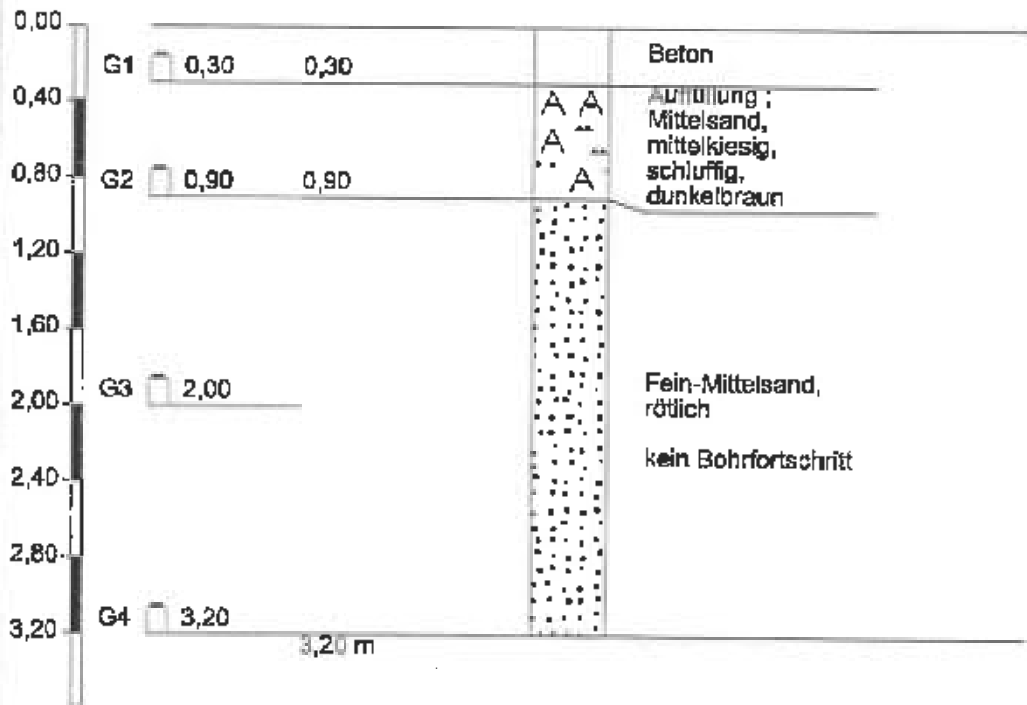 0,00
G1 0,30 0,30 Beton
0,40
Auffüllung ;
Mittelsand,
mittelkiesig,
schluffig,
dunkelbraun
A A
A
A
0,80
G2 0,90 0,90
1,20
1,60
G3 2,00
2,00
Fein-Mittelsand,
rötlich
2,40
kein Bohrfortschritt
2,80
G4 3,20
3,20
3,20 m